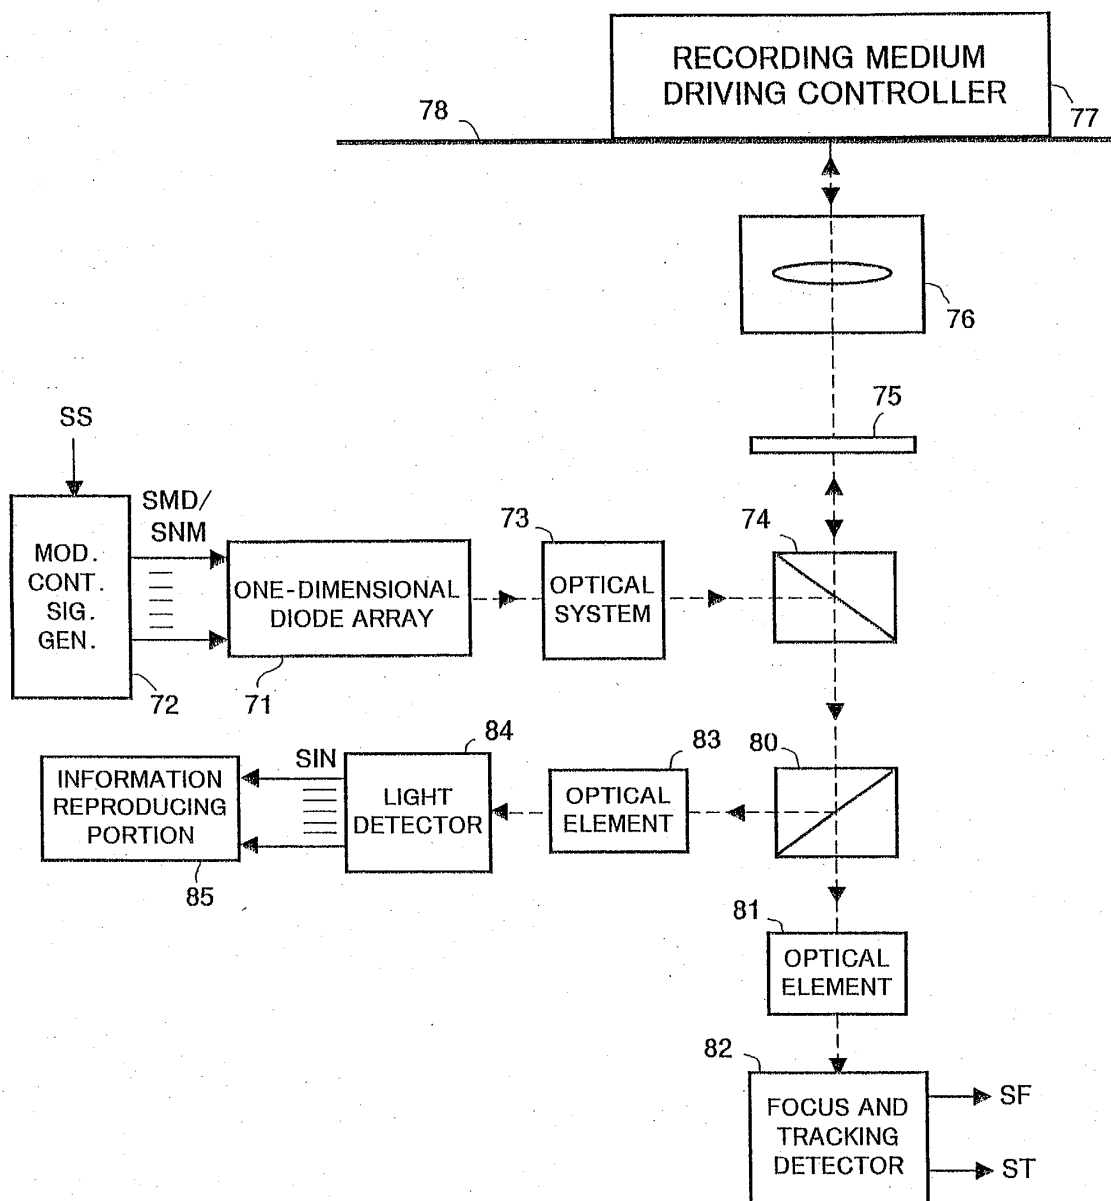 RECORDING MEDIUM
DRIVING CONTROLLER
77
78
76
75
SS
SMD/
SNM
73
74
MOD.
CONT.
SIG.
GEN.
ONE-DIMENSIONAL
DIODE ARRAY
OPTICAL
SYSTEM
72
71
84
83
80
SIN
INFORMATION
REPRODUCING
PORTION
LIGHT
DETECTOR
OPTICAL
ELEMENT
85
81
OPTICAL
ELEMENT
82
FOCUS AND
TRACKING
DETECTOR
SF
ST